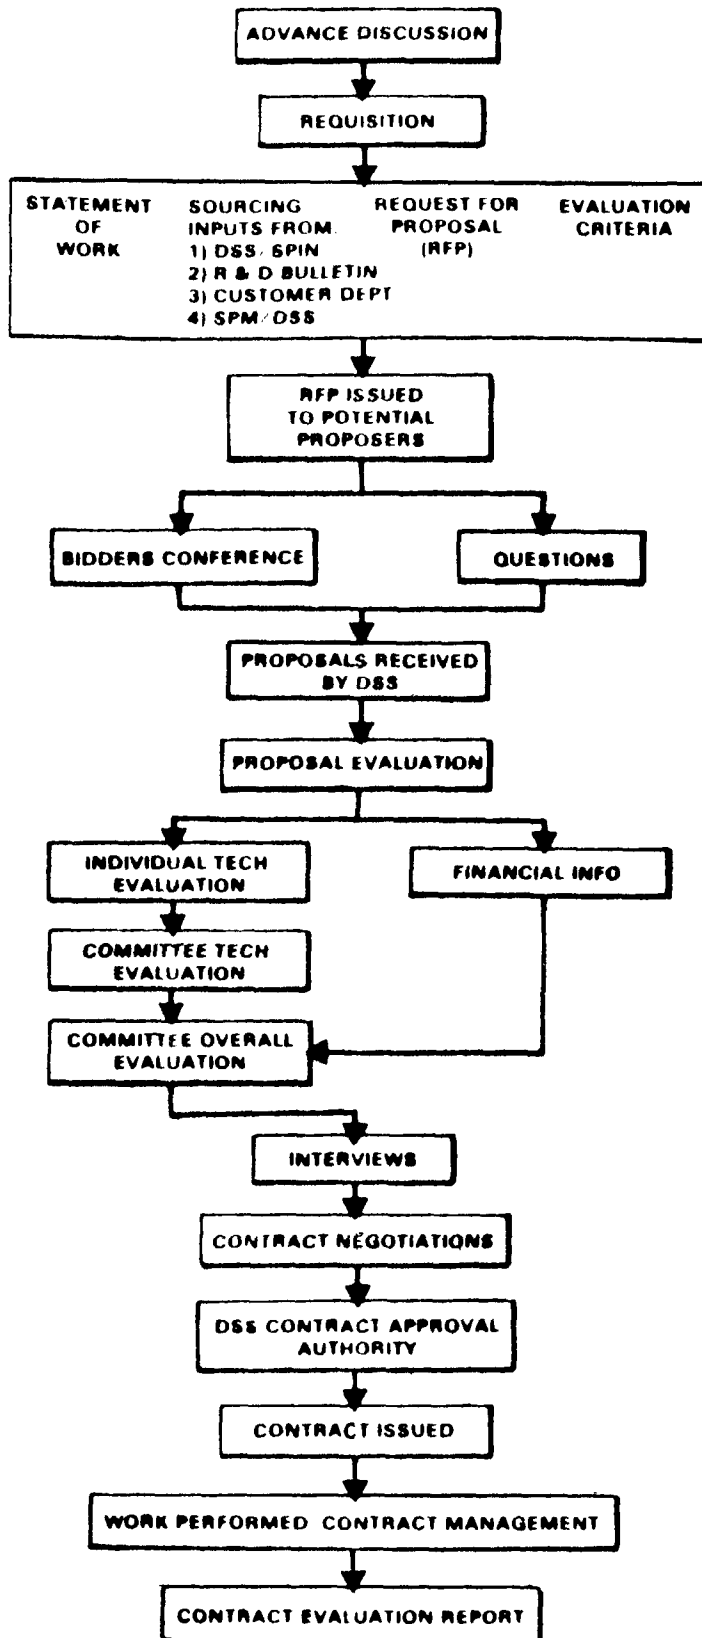 ADVANCE DISCUSSION
REQUISITION
STATEMENT
OF
WORK
SOURCING
INPUTS FROM.
1) DSS/SPIN
2) R & D BULLETIN
3) CUSTOMER DEPT
4) SPM/DSS
REQUEST FOR
PROPOSAL
(RFP)
EVALUATION
CRITERIA
RFP ISSUED
TO POTENTIAL
PROPOSERS
BIDDERS CONFERENCE
QUESTIONS
PROPOSALS RECEIVED
BY DSS
PROPOSAL EVALUATION
INDIVIDUAL TECH
EVALUATION
FINANCIAL INFO
COMMITTEE TECH
EVALUATION
COMMITTEE OVERALL
EVALUATION
INTERVIEWS
CONTRACT NEGOTIATIONS
DSS CONTRACT APPROVAL
AUTHORITY
CONTRACT ISSUED
WORK PERFORMED CONTRACT MANAGEMENT
CONTRACT EVALUATION REPORT